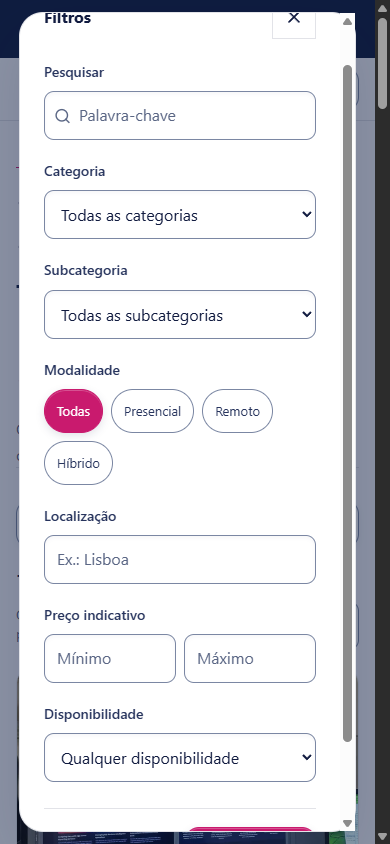 Filtros
Pesquisar
Palavra-chave
Categoria
Todas as categorias
Subcategoria
Todas as subcategorias
Modalidade
Todas
Presencial
Remoto
Híbrido
Localização
Ex.: Lisboa
Preço indicativo
Mínimo
Máximo
Disponibilidade
Qualquer disponibilidade